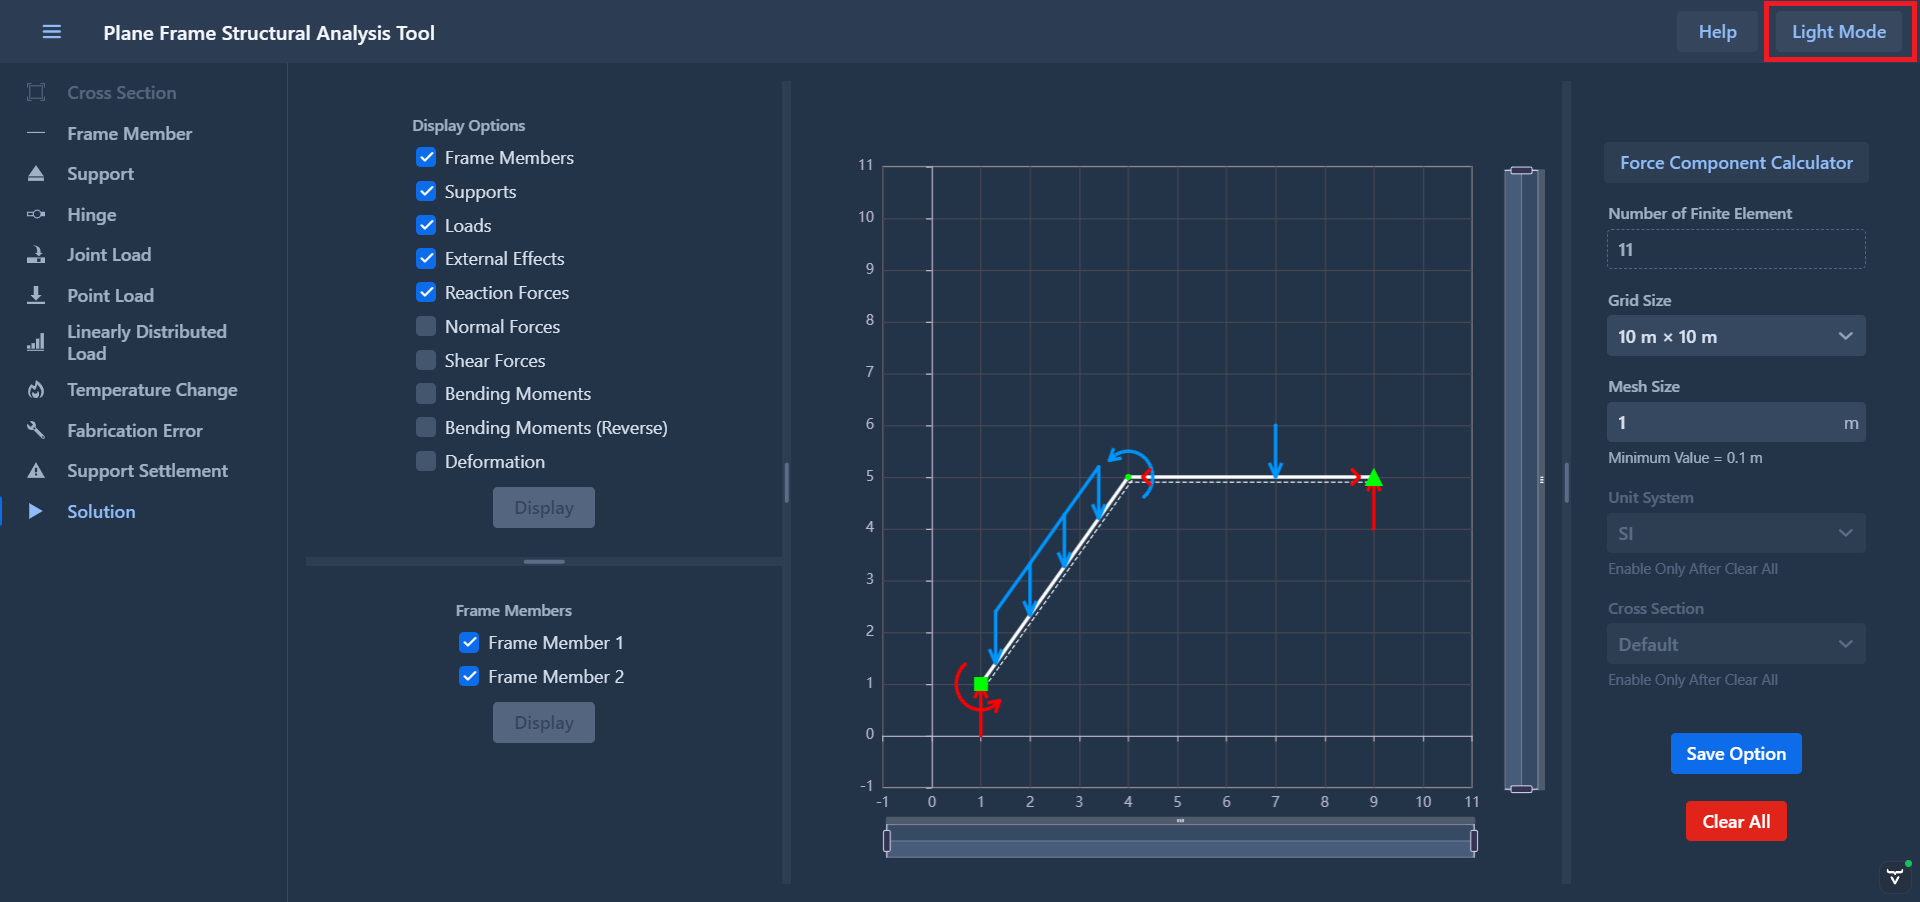 Plane Frame Structural Analysis Tool
Help
Light Mode
Cross Section
Frame Member
Support
Hinge
Joint Load
Point Load
Linearly Distributed
Load
Temperature Change
Fabrication Error
Support Settlement
Solution
Display Options
Frame Members
Supports
Loads
External Effects
Reaction Forces
Normal Forces
Shear Forces
Bending Moments
Bending Moments (Reverse)
Deformation
Display
Frame Members
Frame Member 1
Frame Member 2
Display
11
10
9
8
7
6
5
4
3
2
1
0
-1
-1 0 1 2 3 4 5 6 7 8 9 10 11
Force Component Calculator
Number of Finite Element
11
Grid Size
10 m × 10 m
Mesh Size
1 m
Minimum Value = 0.1 m
Unit System
SI
Enable Only After Clear All
Cross Section
Default
Enable Only After Clear All
Save Option
Clear All